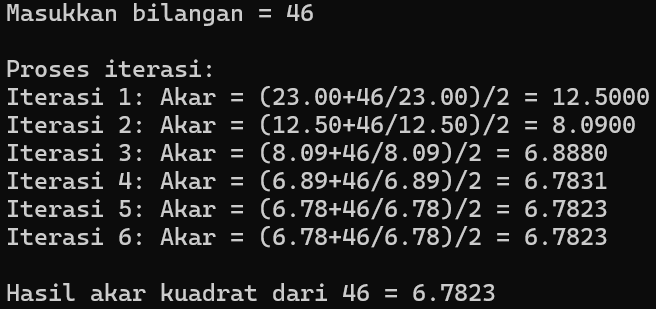 Masukkan bilangan = 46
Proses iterasi:
Iterasi 1: Akar = (23.00+46/23.00)/2 = 12.5000
Iterasi 2: Akar = (12.50+46/12.50)/2 = 8.0900
Iterasi 3: Akar = (8.09+46/8.09)/2 = 6.8880
Iterasi 4: Akar = (6.89+46/6.89)/2 = 6.7831
Iterasi 5: Akar = (6.78+46/6.78)/2 = 6.7823
Iterasi 6: Akar = (6.78+46/6.78)/2 = 6.7823
Hasil akar kuadrat dari 46 = 6.7823